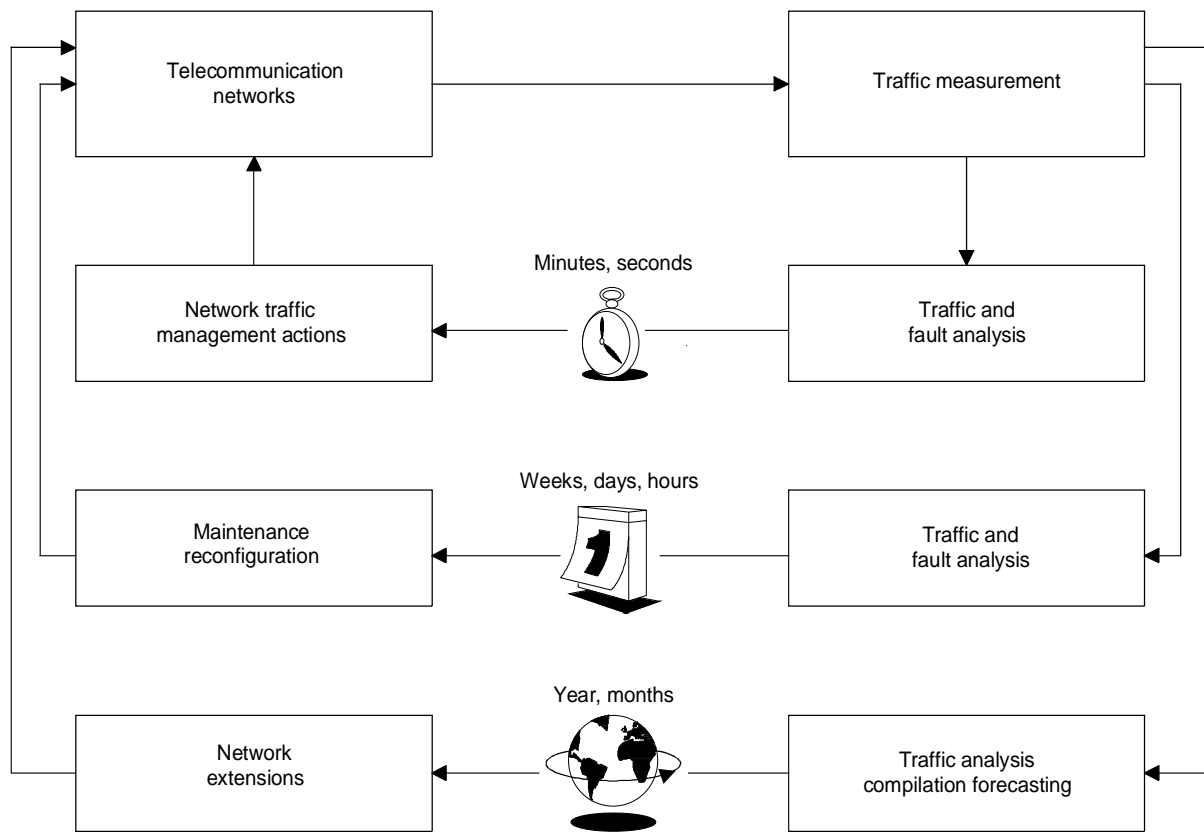 Telecommunication
networks
Traffic measurement
Minutes, seconds
Network traffic
management actions
Traffic and
fault analysis
Weeks, days, hours
Maintenance
reconfiguration
1
Traffic and
fault analysis
Year, months
Network
extensions
Traffic analysis
compilation forecasting